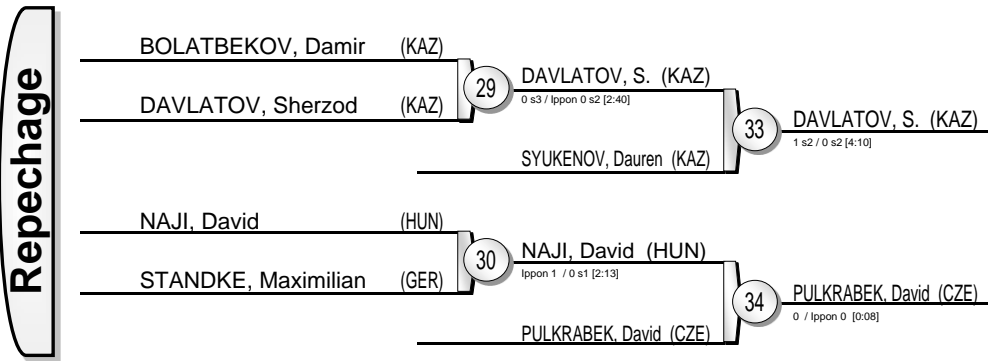 Repechage
BOLATBEKOV, Damir (KAZ)
DAVLATOV, Sherzod (KAZ)
29
DAVLATOV, S. (KAZ)
0 s3 / Ippon 0 s2 [2:40]
SYUKENOV, Dauren (KAZ)
33
DAVLATOV, S. (KAZ)
1 s2 / 0 s2 [4:10]
NAJI, David (HUN)
STANDKE, Maximilian (GER)
30
NAJI, David (HUN)
Ippon 1 / 0 s1 [2:13]
PULKRABEK, David (CZE)
34
PULKRABEK, David (CZE)
0 / Ippon 0 [0:08]